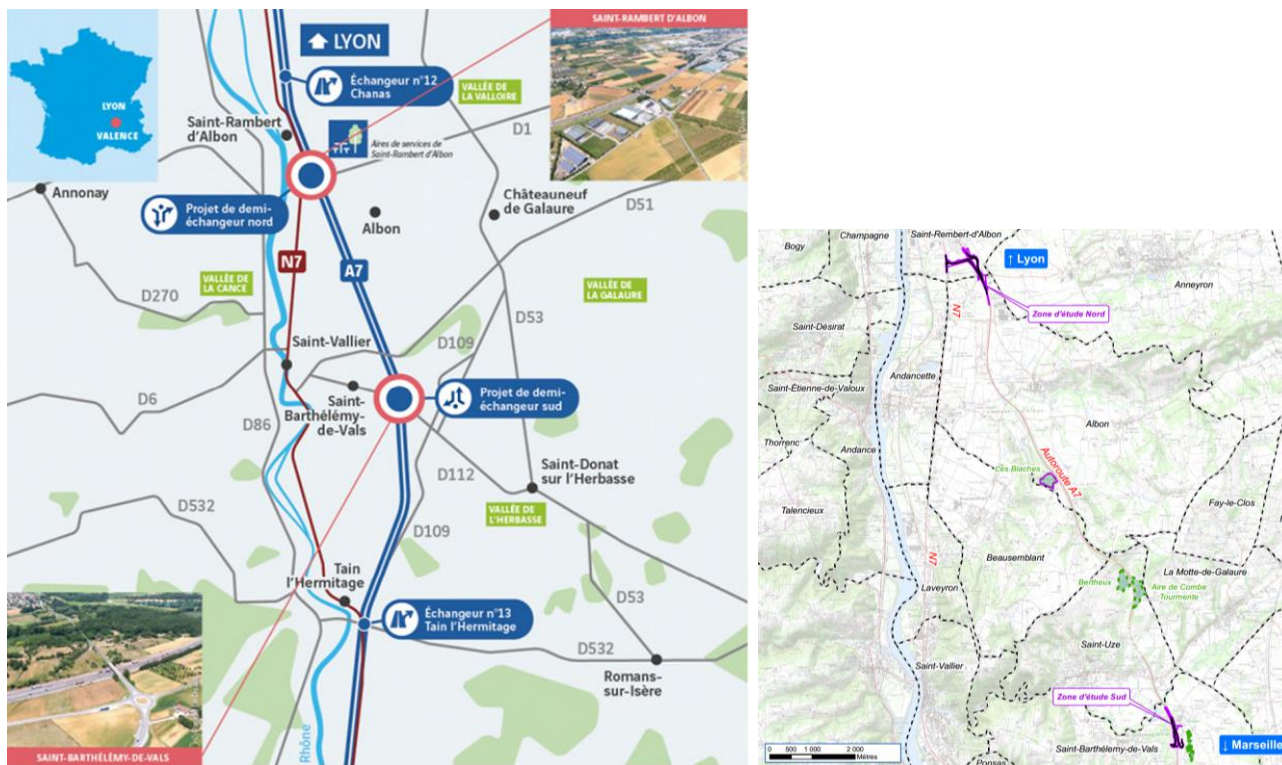 SAINT-RAMBERT D'ALBON
LYON
VALENCE
LYON
Échangeur n°12
Chanas
VALLÉE DE
LA VALLOIRE
Saint-Rambert
d'Albon
Aires de services de
Saint-Rambert d'Albon
D1
Annonay
Projet de demi-
échangeur nord
Albon
Châteauneuf
de Galaure
D51
N7
A7
VALLÉE DE
LA CANCE
VALLÉE DE
LA GALAURE
D270
D53
Saint-Vallier
D109
D6
Saint-
Barthélémy-
de-Vals
Projet de demi-
échangeur sud
D86
D112
Saint-Donat
sur l'Herbasse
D532
VALLÉE DE
L'HERBASSE
D109
Tain
l'Hermitage
Échangeur n°13
Tain l'Hermitage
D53
D532
Romans-
sur-Isère
Rhône
SAINT-BARTHÉLÉMY-DE-VALS
Bogy
Champagne
Saint-Rembert-d'Albon
↑ Lyon
Anneyron
Zone d'étude Nord
N7
Saint-Désirat
Andancette
Saint-Étienne-de-Valoux
Albon
Thorrenc
Andance
Les Blaches
Autoroute A7
Talencieux
Fay-le-Clos
N7
Beausemblant
La Motte-de-Galaure
Laveyron
Bertheux
Aire de Combe
Tourmente
Saint-Uze
Saint-Vallier
Zone d'étude Sud
0 500 1 000 2 000
Mètres
Saint-Barthélemy-de-Vals
↓ Marseille
Ponsas